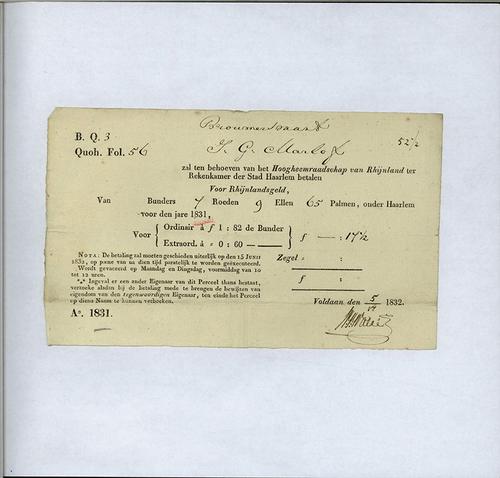 Brouwersvaart
B. Q. 3
52½
Quoh. Fol. 56 J. G. Marlof
zal ten behoeven van het Hoogheemraadschap van Rhijnland ter
Rekenkamer der Stad Haarlem betalen
Voor Rhijnlandsgeld,
Van Bunders 7 Roeden 9 Ellen 65 Palmen, onder Haarlem
voor den jare 1831,
Voor { Ordinair à f 1 : 82 de Bunder
Extraord. à « 0 : 60 — } f — : 17½
Zegel « :
f :
NOTA: De betaling zal moeten geschieden uiterlijk op den 15 JUNIJ
1832, op pœne van na dien tijd paratelijk te worden geëxecuteerd.
Wordt gevaceerd op Maandag en Dingsdag, voormiddag van 10
tot 12 uren.
*,* Ingeval er een ander Eigenaar van dit Perceel thans bestaat,
verzoeke alsdan bij de betaling mede te brengen de bewijzen van
eigendom van den tegenwoordigen Eigenaar, ten einde het Perceel
op diens Naam te kunnen verboeken.
Voldaan, den 5/17 1832.
Aº. 1831.